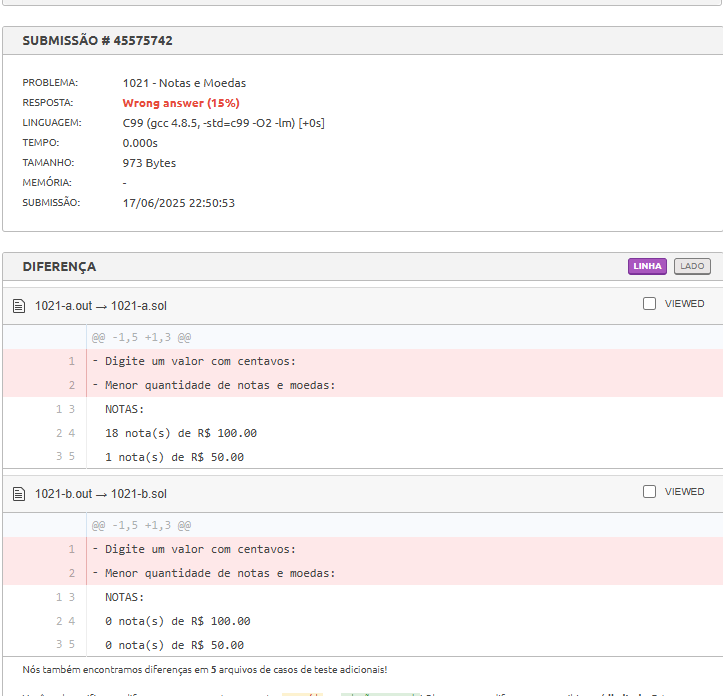 SUBMISSÃO # 45575742
PROBLEMA: 1021 - Notas e Moedas
RESPOSTA: Wrong answer (15%)
LINGUAGEM: C99 (gcc 4.8.5, -std=c99 -O2 -lm) [+0s]
TEMPO: 0.000s
TAMANHO: 973 Bytes
MEMÓRIA: -
SUBMISSÃO: 17/06/2025 22:50:53
DIFERENÇA LINHA LADO
1021-a.out → 1021-a.sol VIEWED
@@ -1,5 +1,3 @@
1 - Digite um valor com centavos:
2 - Menor quantidade de notas e moedas:
1 3 NOTAS:
2 4 18 nota(s) de R$ 100.00
3 5 1 nota(s) de R$ 50.00
1021-b.out → 1021-b.sol VIEWED
@@ -1,5 +1,3 @@
1 - Digite um valor com centavos:
2 - Menor quantidade de notas e moedas:
1 3 NOTAS:
2 4 0 nota(s) de R$ 100.00
3 5 0 nota(s) de R$ 50.00
Nós também encontramos diferenças em 5 arquivos de casos de teste adicionais!